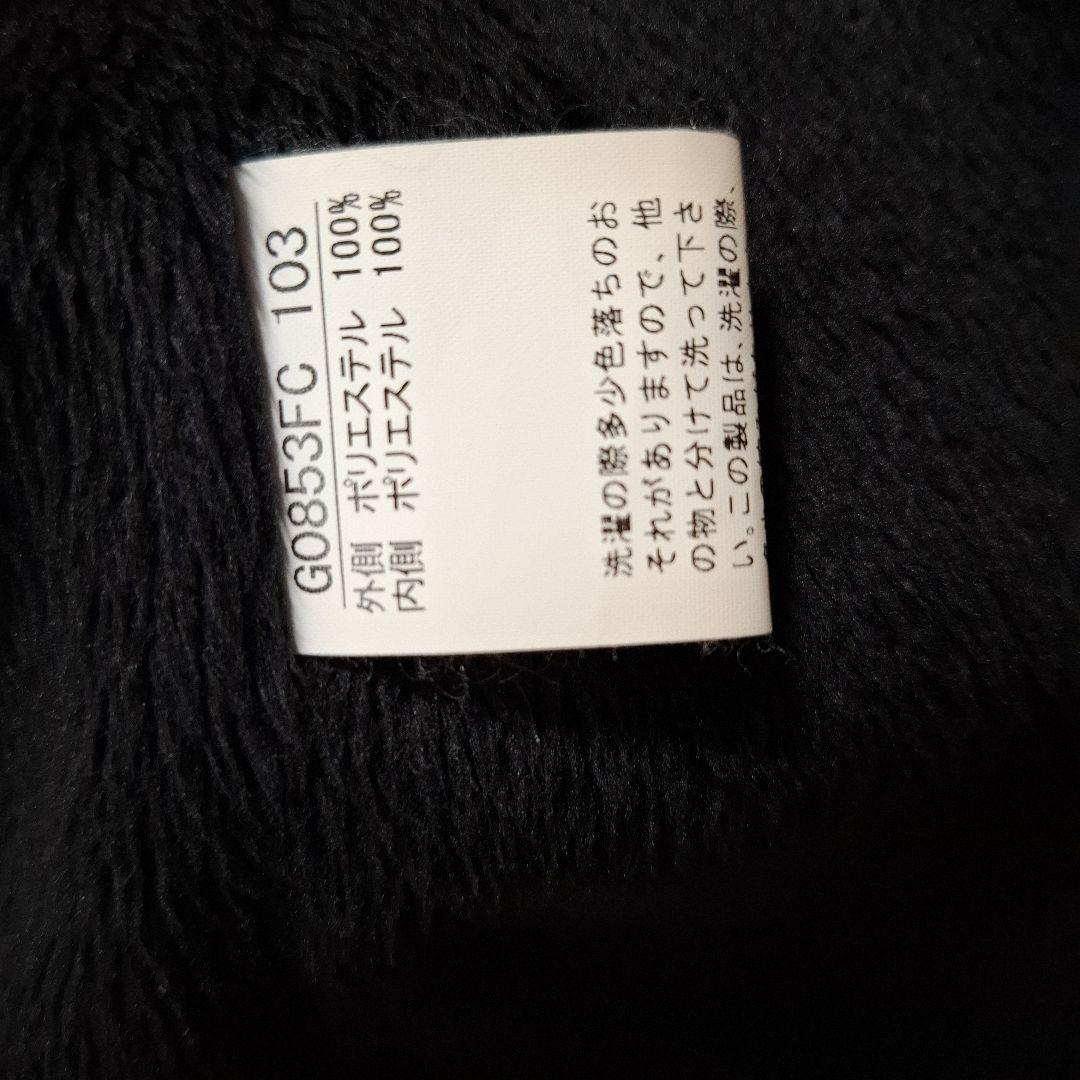 G0853FC 103
外側 ポリエステル 100%
内側 ポリエステル 100%
洗濯の際多少色落ちのお
それがありますので、他
の物と分けて洗って下さ
い。この製品は、洗濯の際、